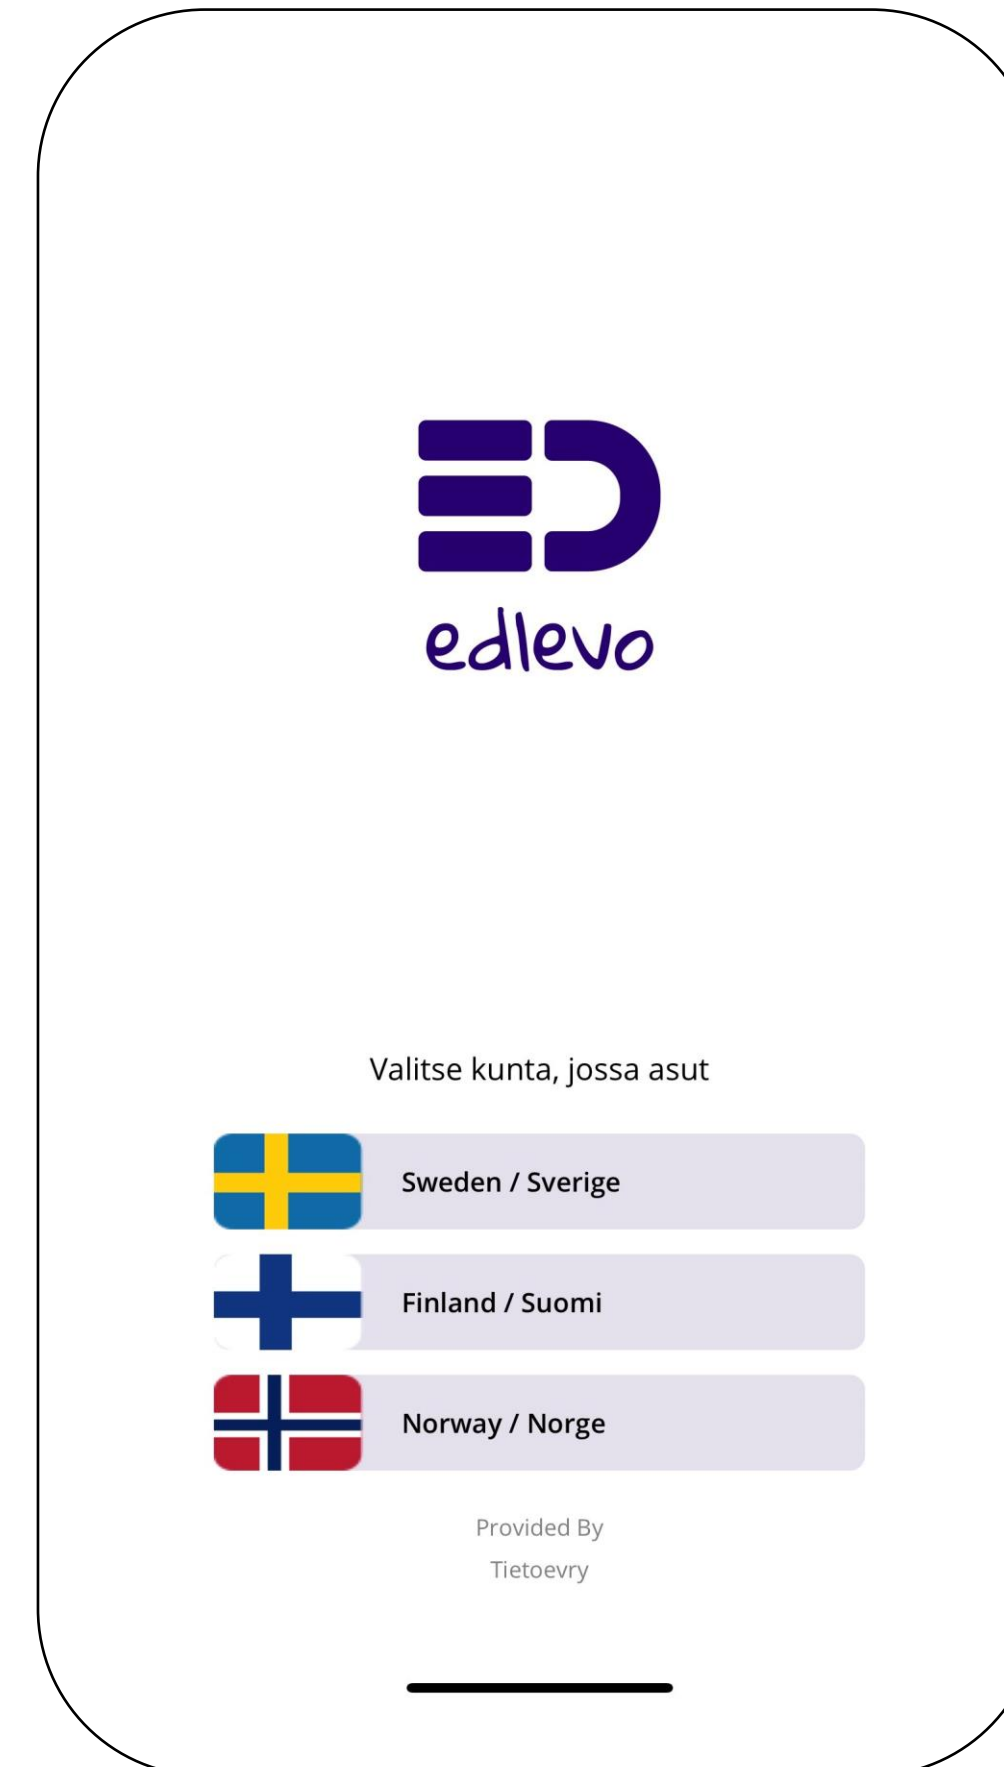 edlevo
Valitse kunta, jossa asut
Sweden / Sverige
Finland / Suomi
Norway / Norge
Provided By
Tietoevry